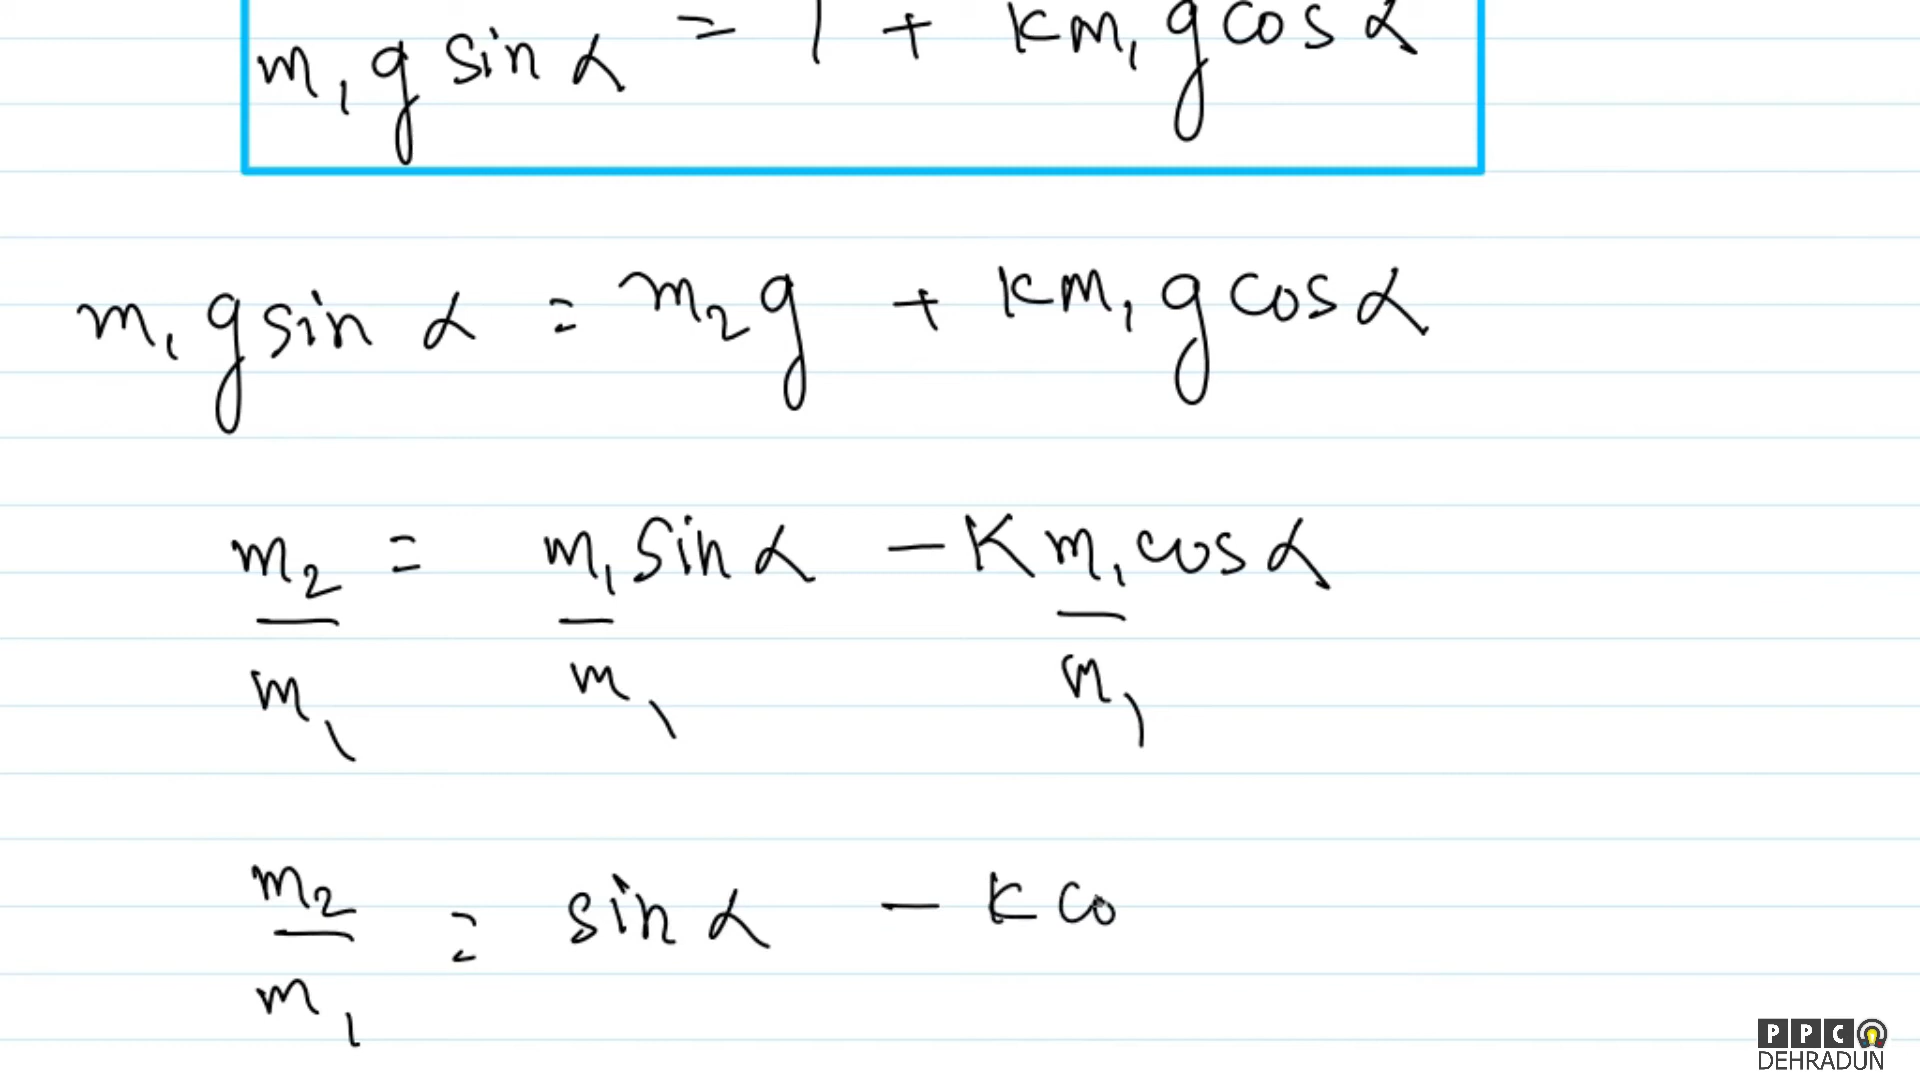 m₁g sin α = T + km₁g cos α
m₁g sin α = m₂g + km₁g cos α
m₂/m₁ = m₁/m₁ sin α − K m₁/m₁ cos α
m₂/m₁ = sin α − k co
PPC
DEHRADUN